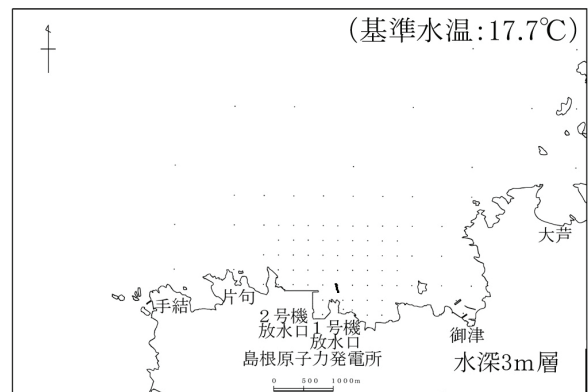 (基準水温:17.7℃)
大芦
手結
片句
2号機
放水口
1号機
放水口
御津
島根原子力発電所
水深3m層
0 500 1000m